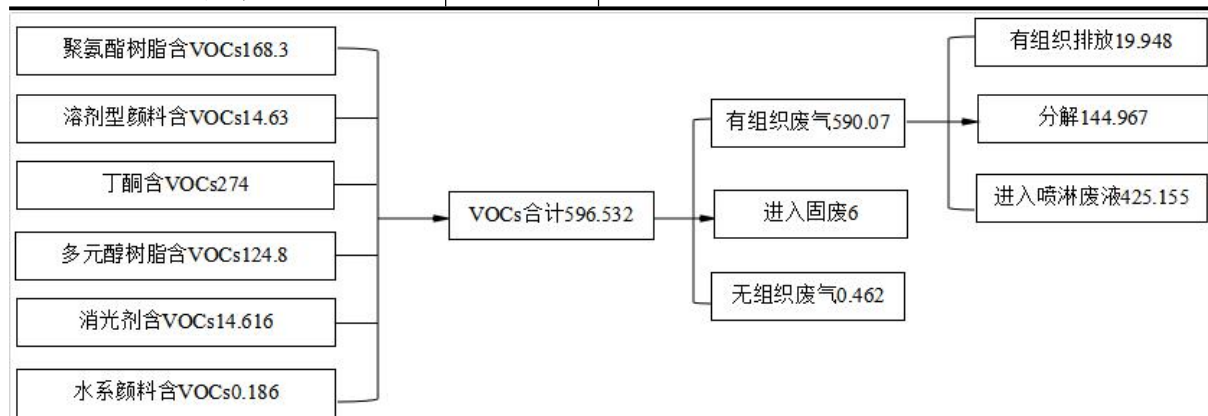 聚氨酯树脂含VOCs168.3
溶剂型颜料含VOCs14.63
丁酮含VOCs274
多元醇树脂含VOCs124.8
消光剂含VOCs14.616
水系颜料含VOCs0.186
VOCs合计596.532
有组织废气590.07
进入固废6
无组织废气0.462
有组织排放19.948
分解144.967
进入喷淋废液425.155